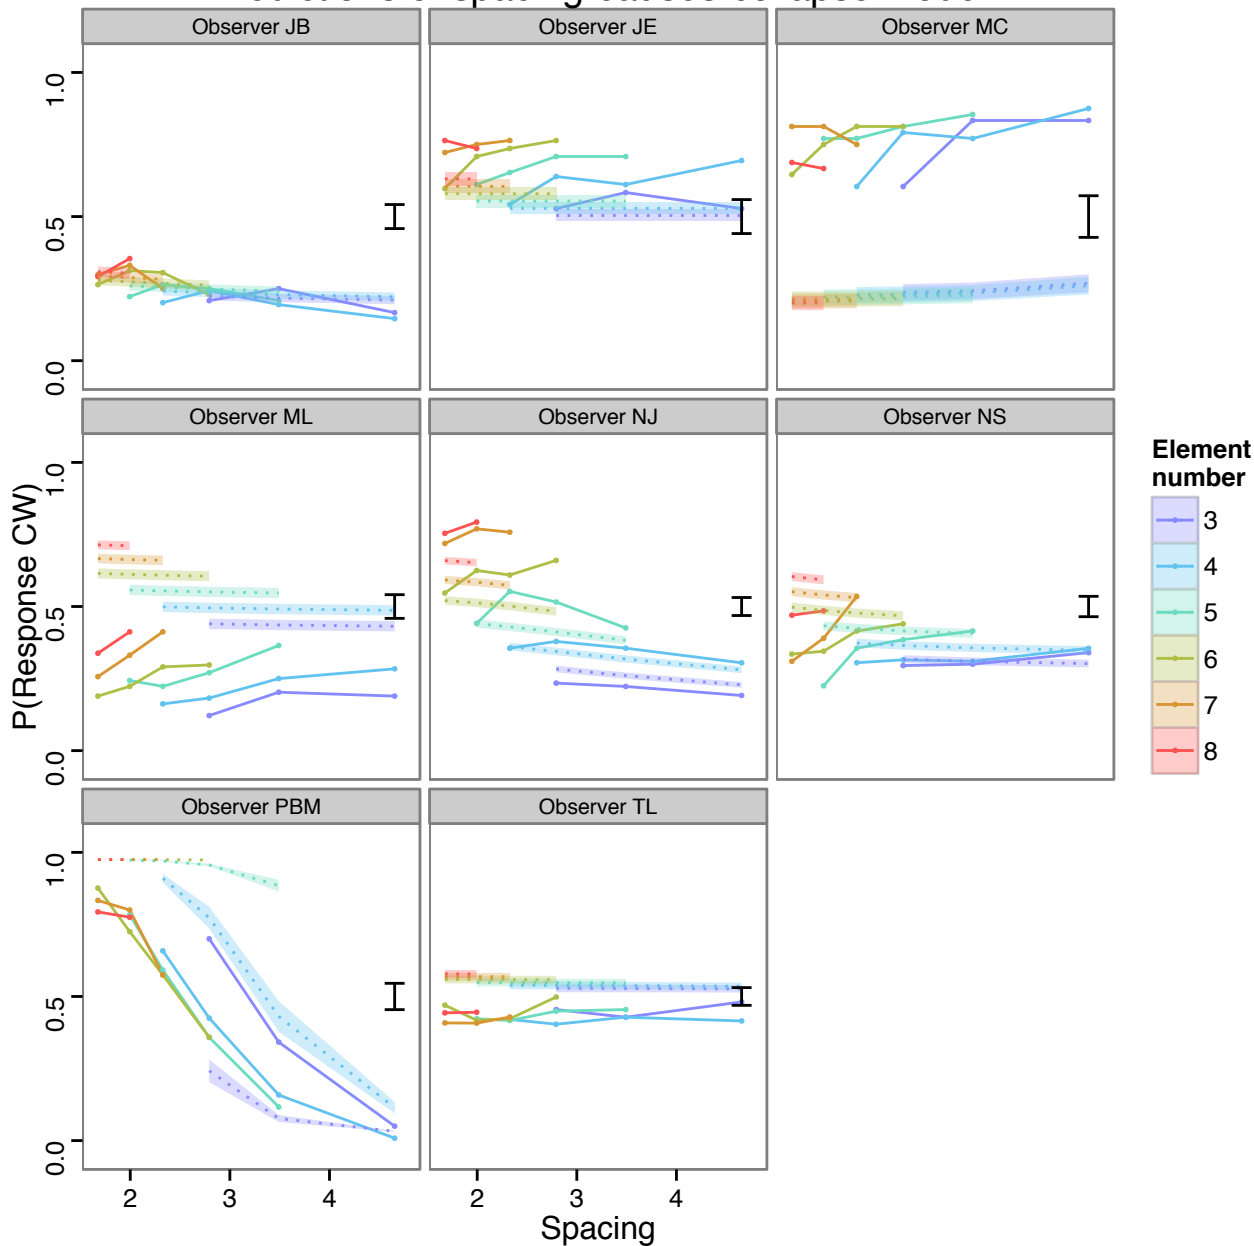 Observer JB
Observer JE
Observer MC
1.0
0.5
0.0
Observer ML
Observer NJ
Observer NS
1.0
0.5
0.0
P(Response CW)
Element
number
3
4
5
6
7
8
Observer PBM
Observer TL
1.0
0.5
0.0
2
3
4
2
3
4
Spacing